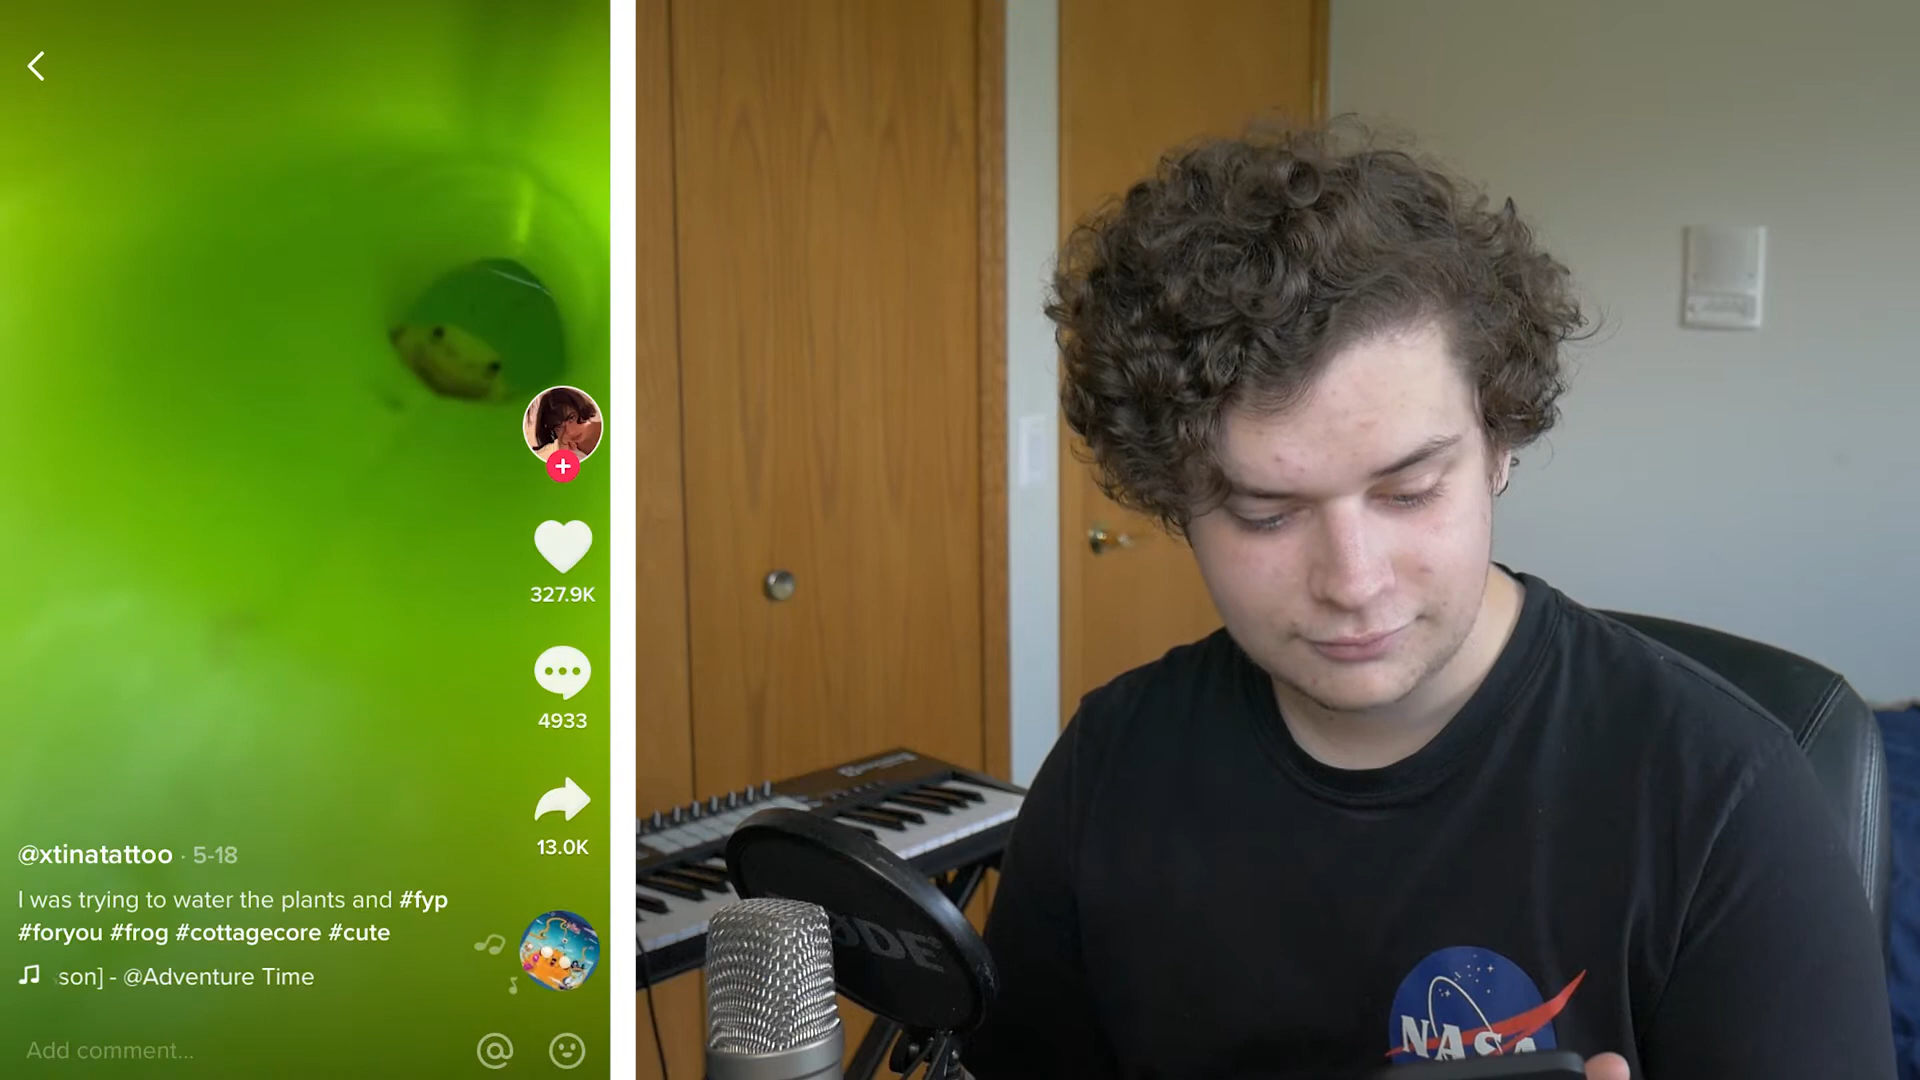 327.9K
4933
13.0K
@xtinatattoo · 5-18
I was trying to water the plants and #fyp
#foryou #frog #cottagecore #cute
son] - @Adventure Time
Add comment...
NASA